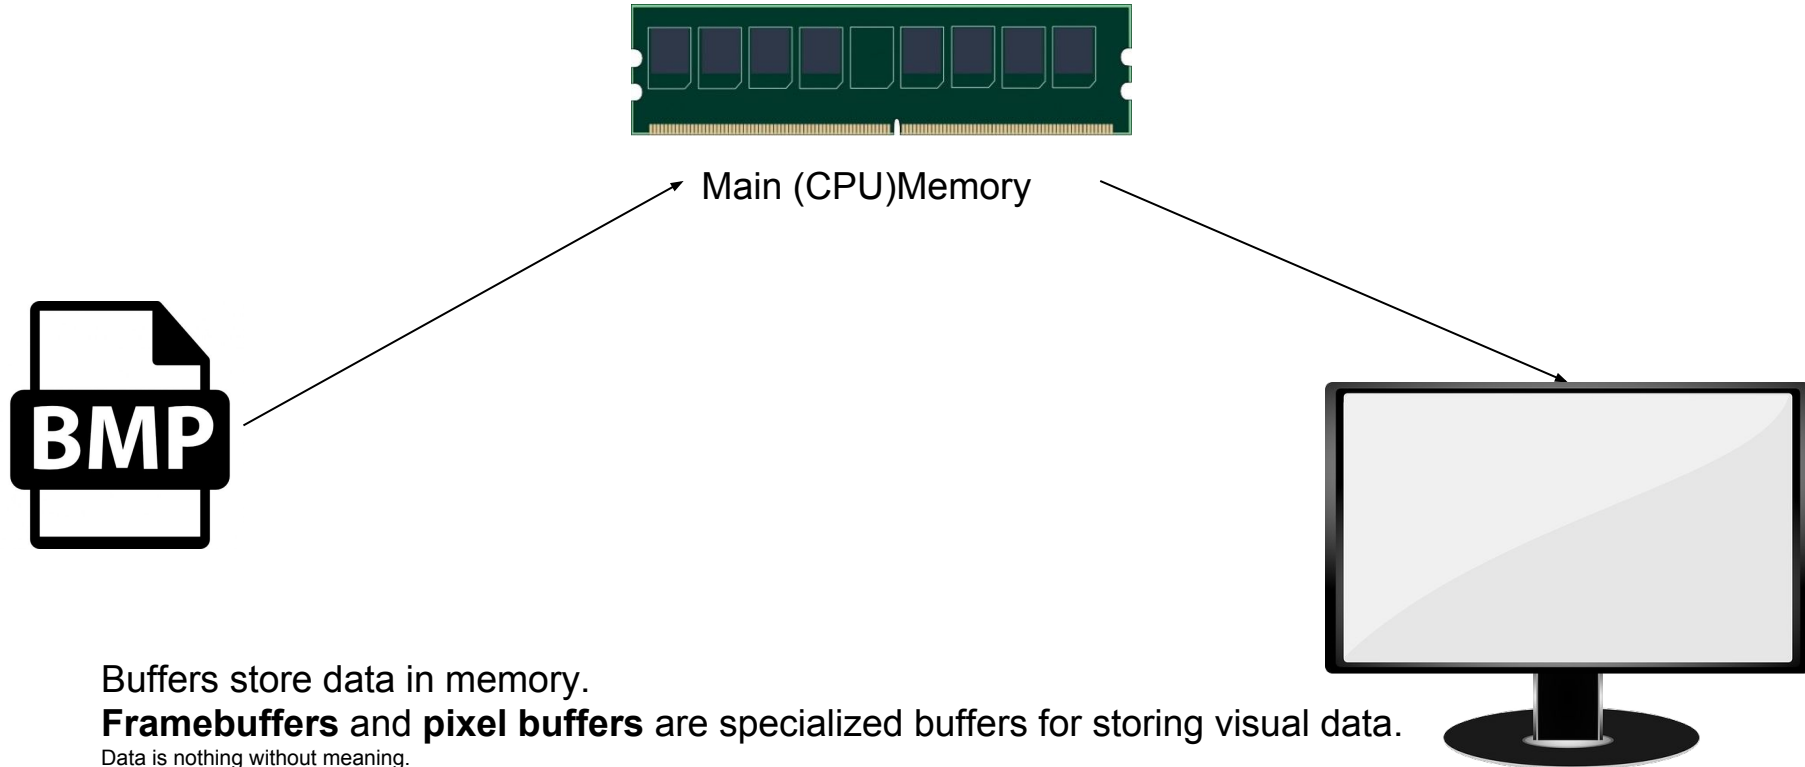 Main (CPU)Memory
BMP
Buffers store data in memory.
Framebuffers and pixel buffers are specialized buffers for storing visual data.
Data is nothing without meaning.